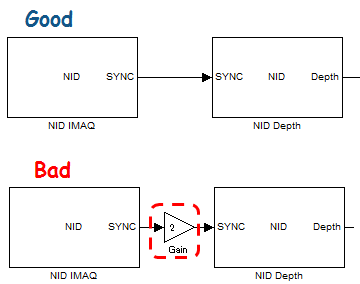 Good
NID SYNC SYNC NID Depth
NID IMAQ NID Depth
Bad
NID SYNC 2 SYNC NID Depth
Gain
NID IMAQ NID Depth